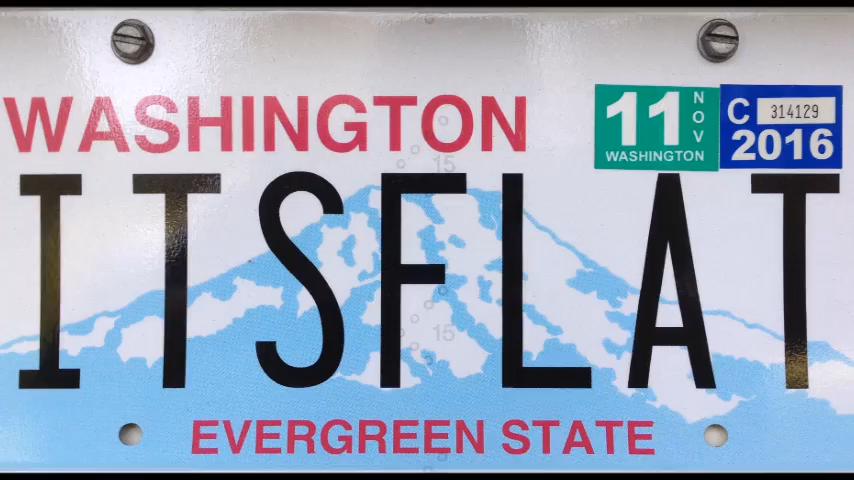 WASHINGTON
11 NOV
WASHINGTON
C 314129
2016
ITSFLAT
EVERGREEN STATE